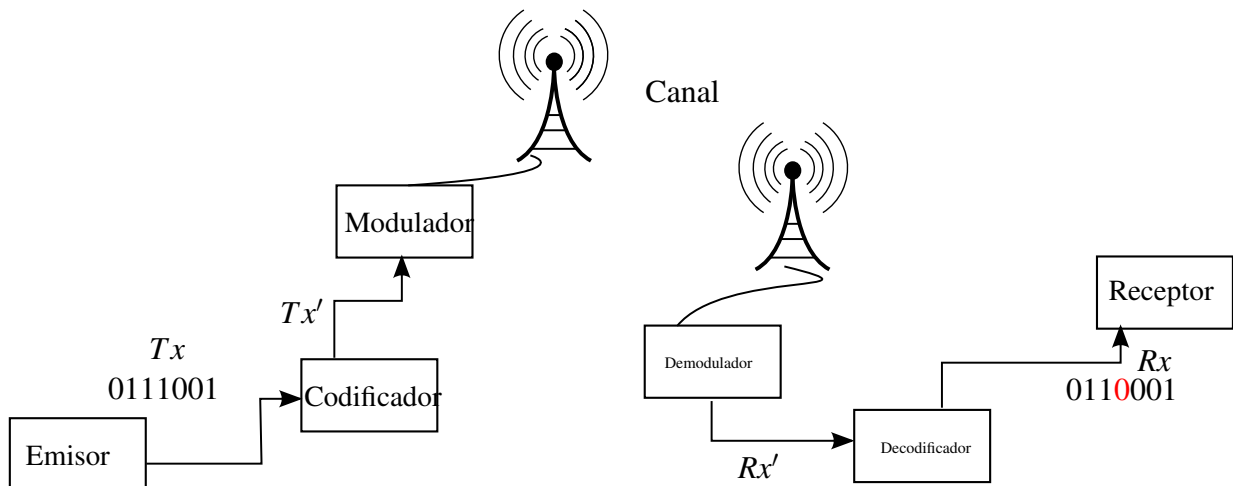 Canal
Modulador
Tx′
Tx
0111001
Codificador
Emisor
Demodulador
Rx′
Decodificador
Receptor
Rx
0110001